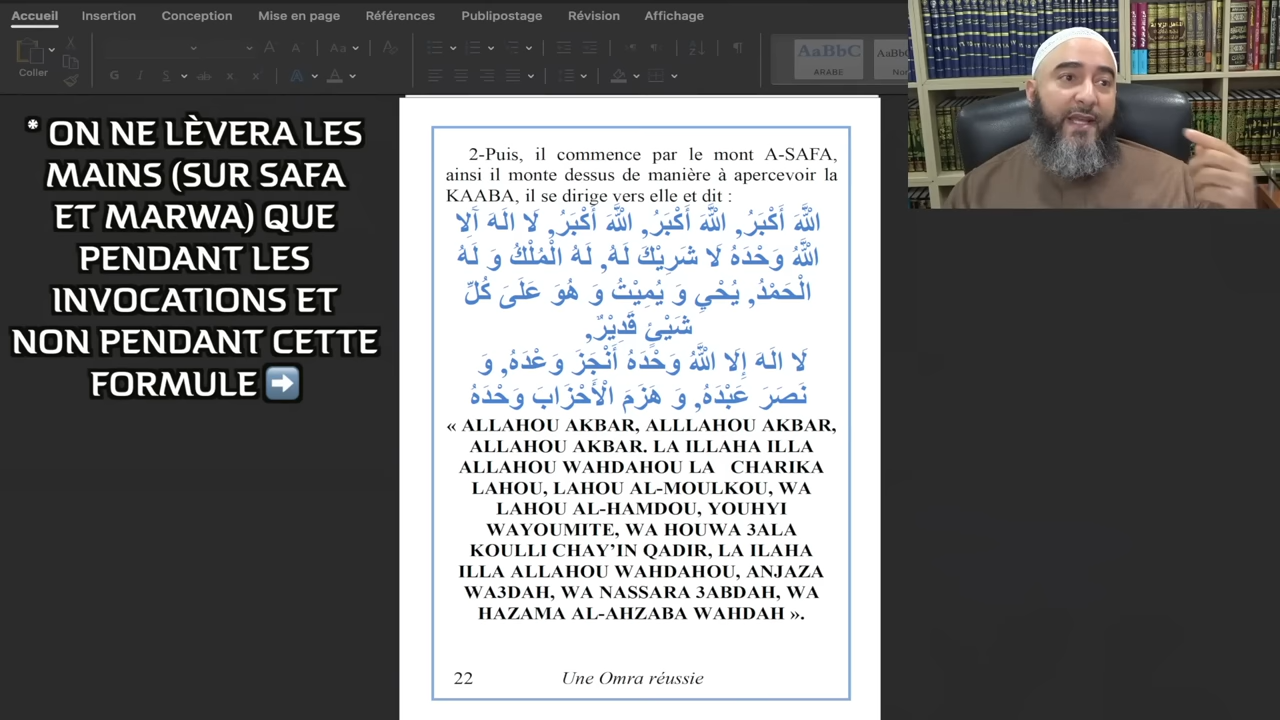 Accueil Insertion Conception Mise en page Références Publipostage Révision Affichage
Coller
Aa
G I S
A A
AaBbC
ARABE
* ON NE LÈVERA LES
MAINS (SUR SAFA
ET MARWA) QUE
PENDANT LES
INVOCATIONS ET
NON PENDANT CETTE
FORMULE ➡️
2-Puis, il commence par le mont A-SAFA,
ainsi il monte dessus de manière à apercevoir la
KAABA, il se dirige vers elle et dit :
اللَّهُ أَكْبَرُ, اللَّهُ أَكْبَرُ, اللَّهُ أَكْبَرُ, لَا الَهَ آلِا
اللَّهُ وَحْدَهُ لَا شَرِيْكَ لَهُ, لَهُ الْمُلْكُ وَ لَهُ
الْحَمْدُ, يُحْيِ وَ يُمِيْتُ وَ هُوَ عَلَىَ كُلِّ
شَيْئٍ قَدِيْرٌ,
لَا الَهَ إِلا اللَّهُ وَحْدَهُ أَنْجَزَ وَعْدَهُ, وَ
نَصَرَ عَبْدَهُ, وَ هَزَمَ الْأَحْزَابَ وَحْدَهُ
« ALLAHOU AKBAR, ALLLAHOU AKBAR,
ALLAHOU AKBAR. LA ILLAHA ILLA
ALLAHOU WAHDAHOU LA CHARIKA
LAHOU, LAHOU AL-MOULKOU, WA
LAHOU AL-HAMDOU, YOUHYI
WAYOUMITE, WA HOUWA 3ALA
KOULLI CHAY’IN QADIR, LA ILAHA
ILLA ALLAHOU WAHDAHOU, ANJAZA
WA3DAH, WA NASSARA 3ABDAH, WA
HAZAMA AL-AHZABA WAHDAH ».
22 Une Omra réussie